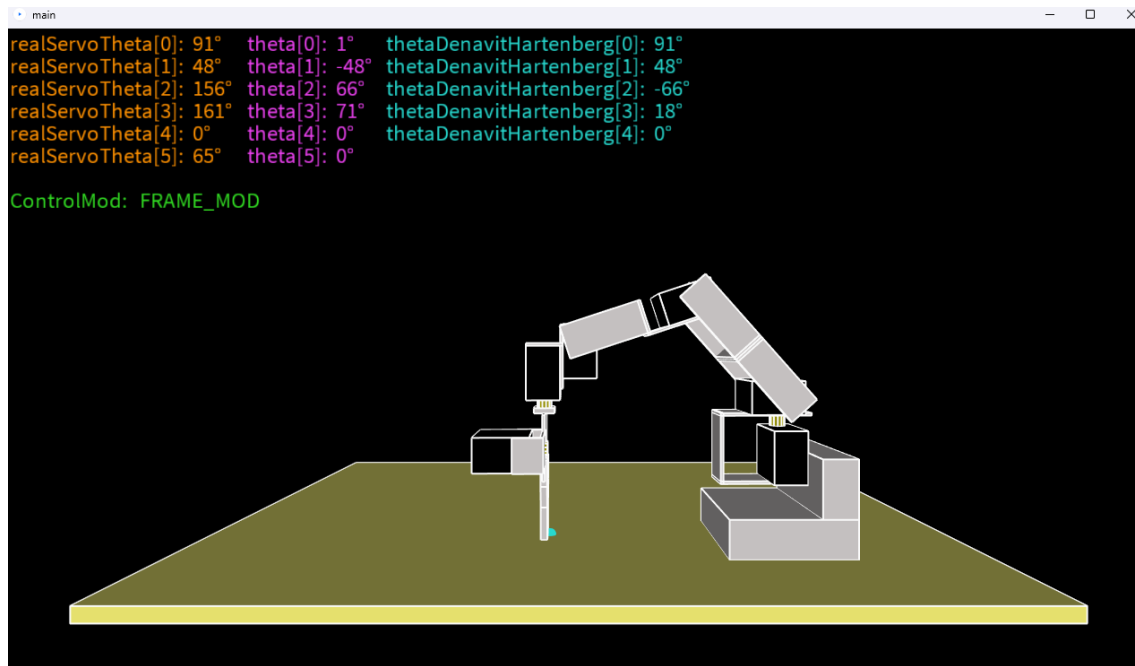 main
realServoTheta[0]: 91° theta[0]: 1° thetaDenavitHartenberg[0]: 91°
realServoTheta[1]: 48° theta[1]: -48° thetaDenavitHartenberg[1]: 48°
realServoTheta[2]: 156° theta[2]: 66° thetaDenavitHartenberg[2]: -66°
realServoTheta[3]: 161° theta[3]: 71° thetaDenavitHartenberg[3]: 18°
realServoTheta[4]: 0° theta[4]: 0° thetaDenavitHartenberg[4]: 0°
realServoTheta[5]: 65° theta[5]: 0°
ControlMod: FRAME_MOD